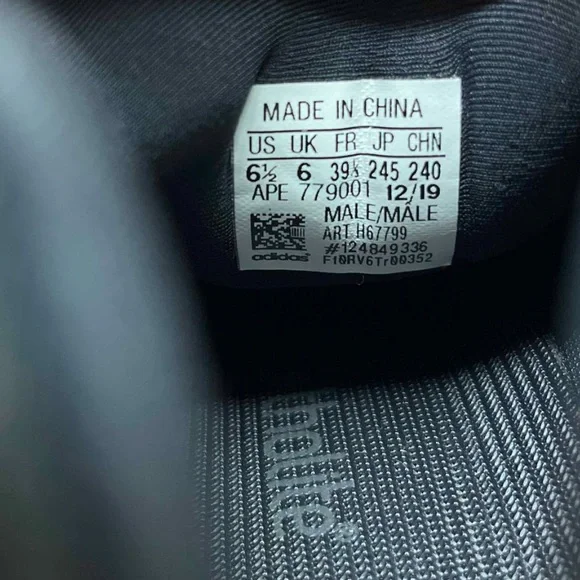 MADE IN CHINA
US UK FR JP CHN
6½ 6 39⅓ 245 240
APE 779001 12/19
MALE/MÂLE
ART H67799
#124849336
adidas F10RV6Tr00352